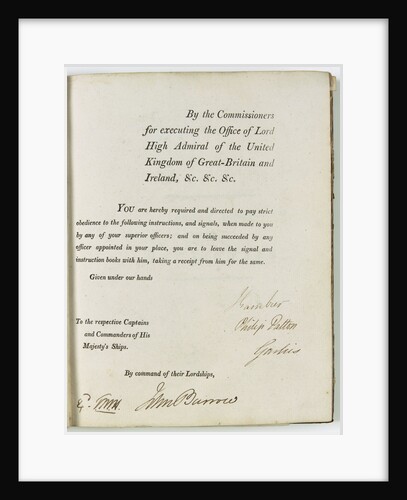 By the Commissioners
for executing the Office of Lord
High Admiral of the United
Kingdom of Great-Britain and
Ireland, &c. &c. &c.
YOU are hereby required and directed to pay strict
obedience to the following instructions, and signals, when made to you
by any of your superior officers; and on being succeeded by any
officer appointed in your place, you are to leave the signal and
instruction books with him, taking a receipt from him for the same.
Given under our hands
Gambier
Philip Patton
Garlies
To the respective Captains
and Commanders of His
Majesty's Ships.
By command of their Lordships,
John Barrow